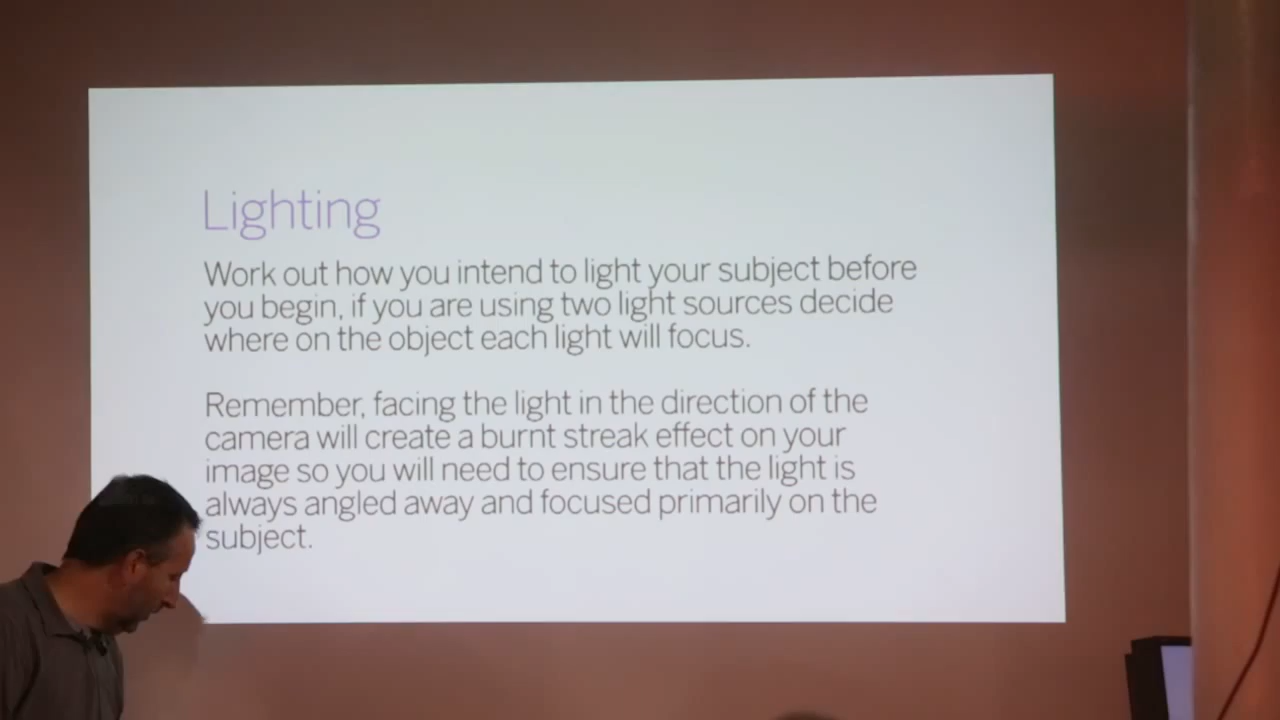 Lighting
Work out how you intend to light your subject before
you begin, if you are using two light sources decide
where on the object each light will focus.
Remember, facing the light in the direction of the
camera will create a burnt streak effect on your
image so you will need to ensure that the light is
always angled away and focused primarily on the
subject.